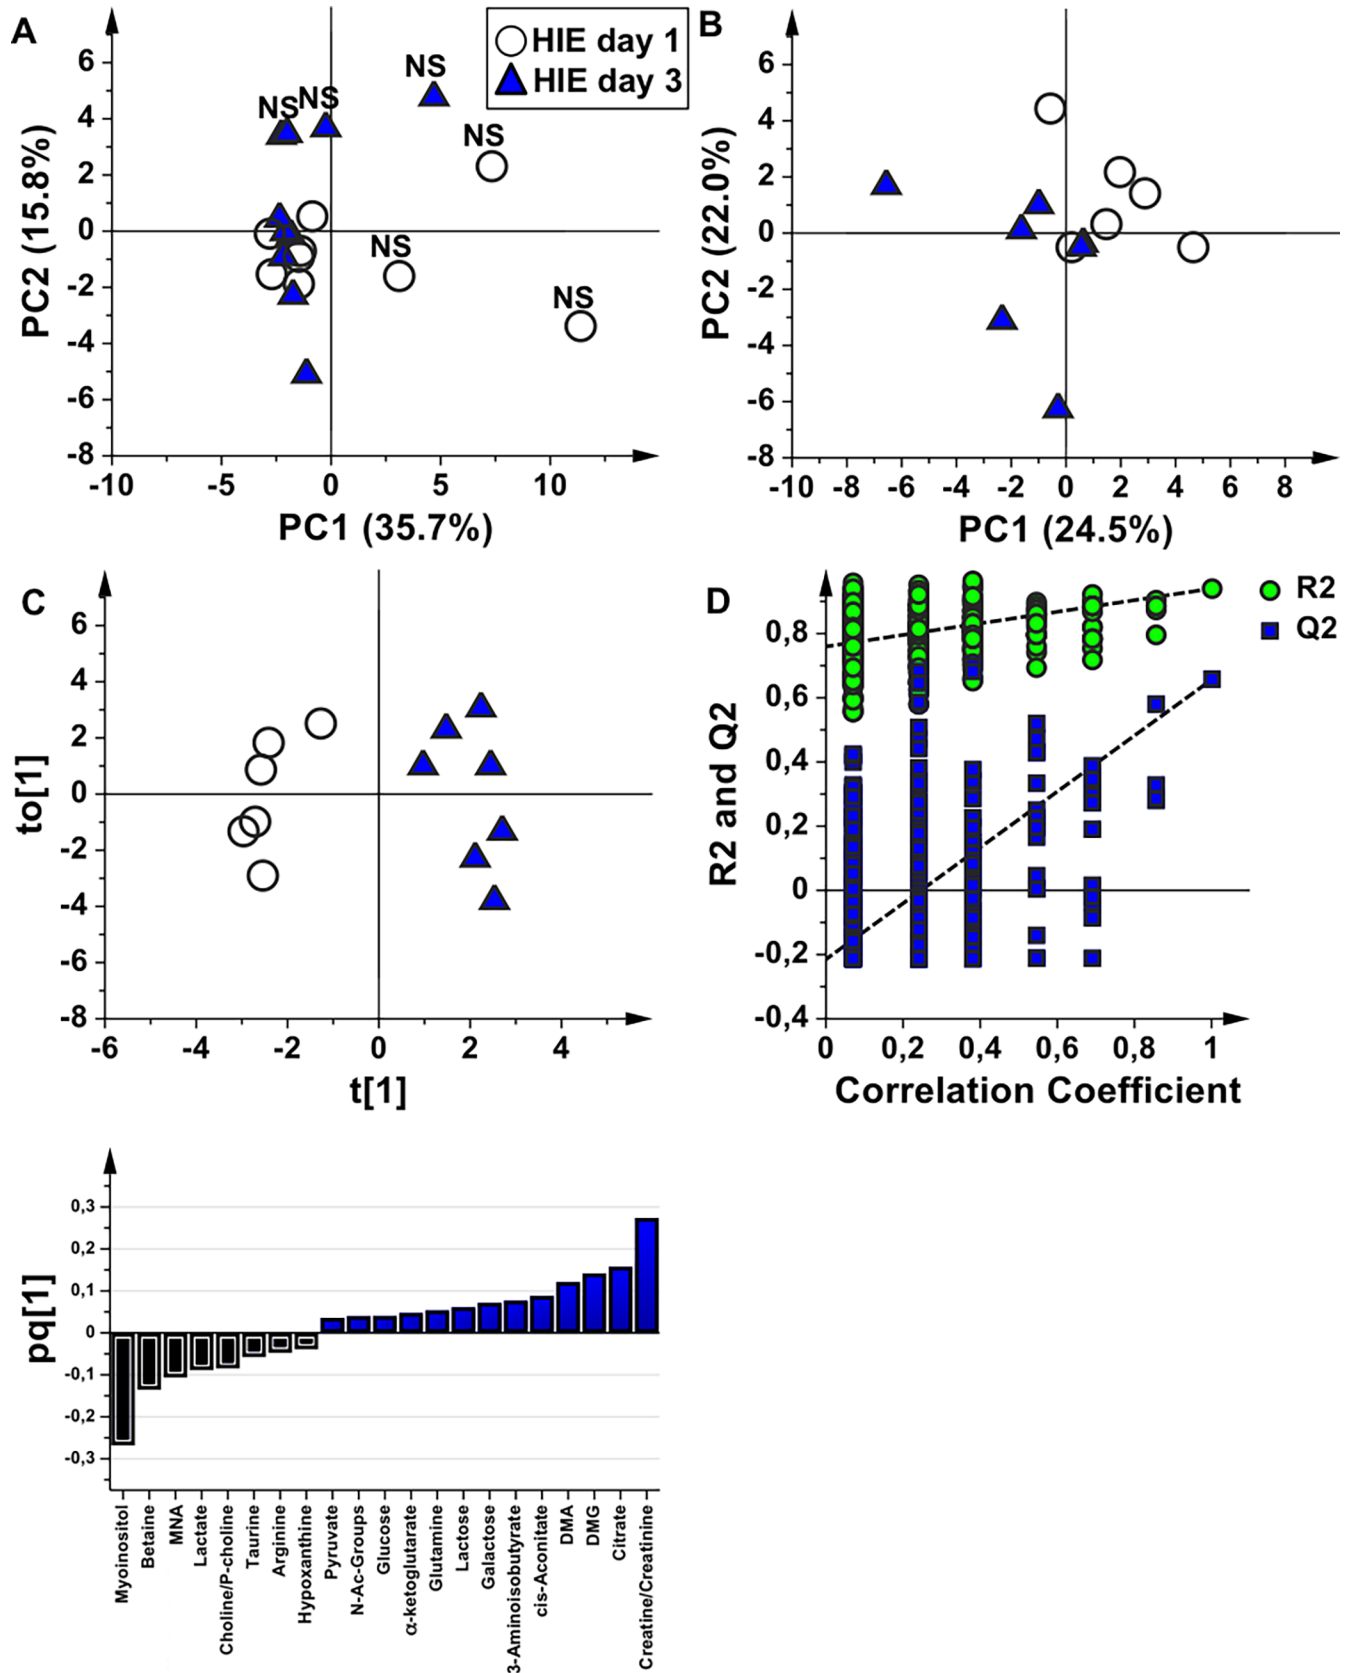 A
HIE day 1
HIE day 3
NS
NS
NS
NS
NS
NS
6
4
2
0
-2
-4
-6
-8
-10
-5
0
5
10
PC2 (15.8%)
PC1 (35.7%)
B
6
4
2
0
-2
-4
-6
-8
-10
-8
-6
-4
-2
0
2
4
6
8
PC2 (22.0%)
PC1 (24.5%)
C
6
4
2
0
-2
-4
-6
-8
-6
-4
-2
0
2
4
to[1]
t[1]
D
R2
Q2
0,8
0,6
0,4
0,2
0
-0,2
-0,4
0
0,2
0,4
0,6
0,8
1
R2 and Q2
Correlation Coefficient
0,3
0,2
0,1
0
-0,1
-0,2
-0,3
pq[1]
Myoinositol
Betaine
MNA
Lactate
Choline/P-choline
Taurine
Arginine
Hypoxanthine
Pyruvate
N-Ac-Groups
Glucose
α-ketoglutarate
Glutamine
Lactose
Galactose
3-Aminoisobutyrate
cis-Aconitate
DMA
DMG
Citrate
Creatine/Creatinine